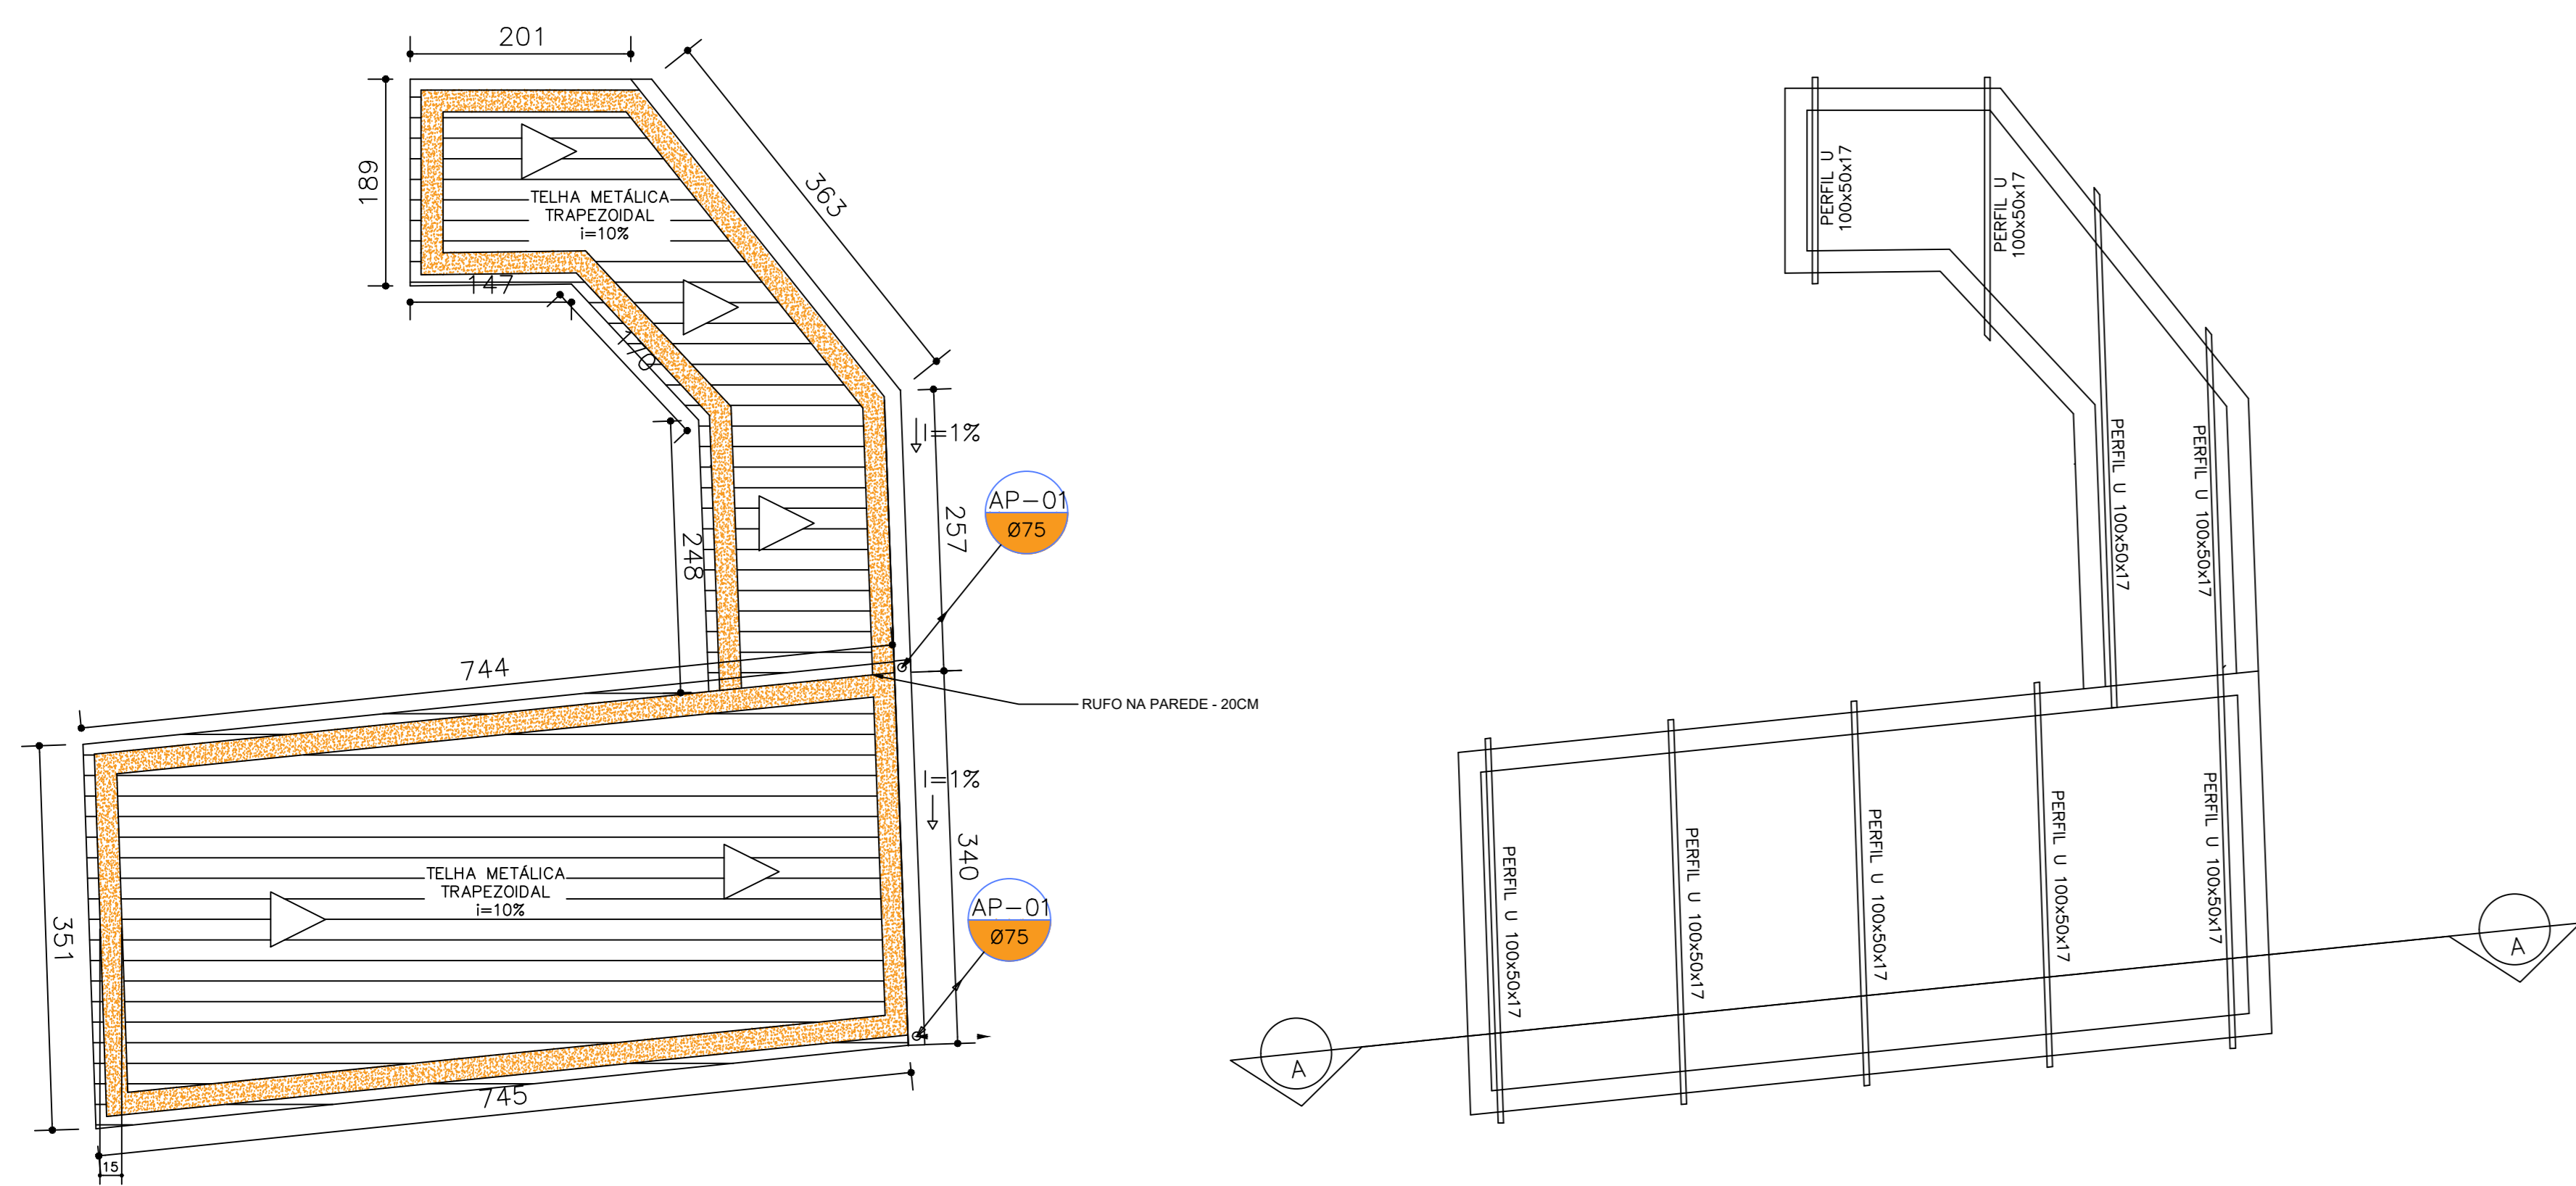 201
363
189
TELHA METÁLICA
TRAPEZOIDAL
i=10%
147
I=1%
AP-01
Ø75
257
248
744
RUFO NA PAREDE - 20CM
I=1%
340
TELHA METÁLICA
TRAPEZOIDAL
i=10%
AP-01
Ø75
351
745
15
PERFIL U
100x50x17
PERFIL U
100x50x17
PERFIL U 100x50x17
PERFIL U 100x50x17
PERFIL U 100x50x17
PERFIL U 100x50x17
PERFIL U 100x50x17
PERFIL U 100x50x17
PERFIL U 100x50x17
A
A